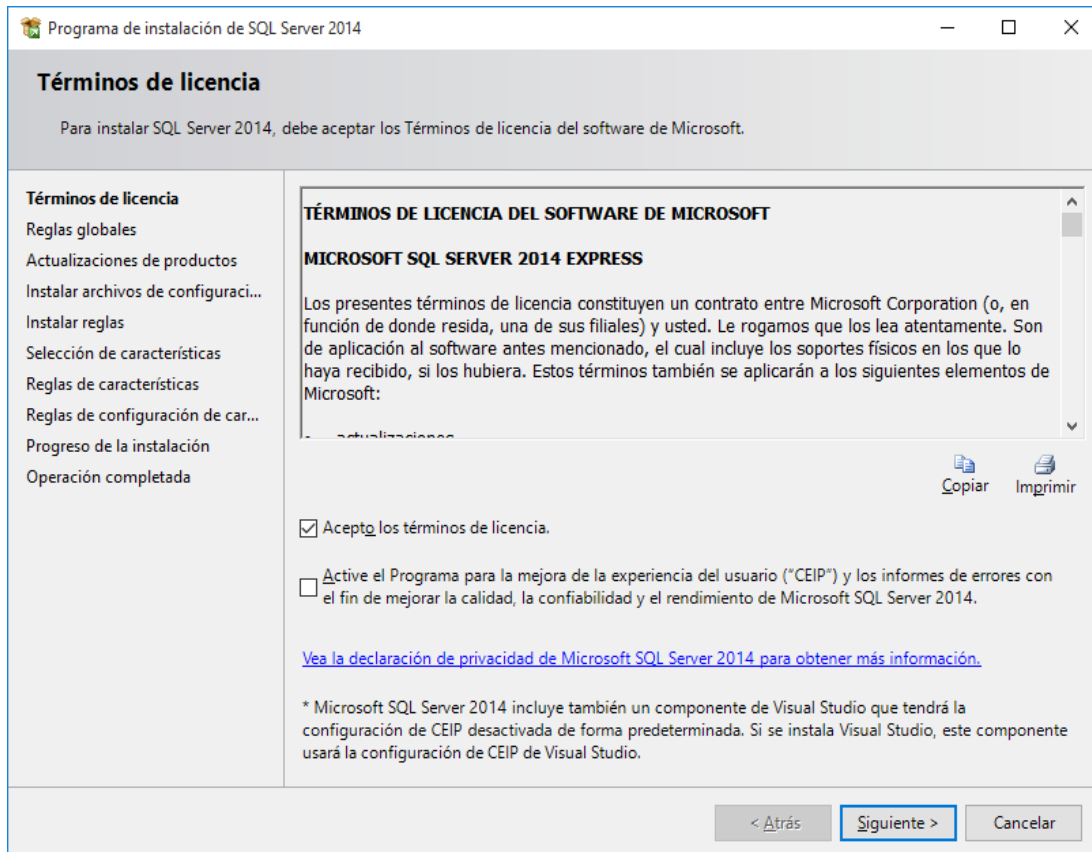 Programa de instalación de SQL Server 2014
Términos de licencia
Para instalar SQL Server 2014, debe aceptar los Términos de licencia del software de Microsoft.
Términos de licencia
Reglas globales
Actualizaciones de productos
Instalar archivos de configuraci...
Instalar reglas
Selección de características
Reglas de características
Reglas de configuración de car...
Progreso de la instalación
Operación completada
TÉRMINOS DE LICENCIA DEL SOFTWARE DE MICROSOFT
MICROSOFT SQL SERVER 2014 EXPRESS
Los presentes términos de licencia constituyen un contrato entre Microsoft Corporation (o, en
función de donde resida, una de sus filiales) y usted. Le rogamos que los lea atentamente. Son
de aplicación al software antes mencionado, el cual incluye los soportes físicos en los que lo
haya recibido, si los hubiera. Estos términos también se aplicarán a los siguientes elementos de
Microsoft:
• actualizaciones
Copiar Imprimir
Acepto los términos de licencia.
Active el Programa para la mejora de la experiencia del usuario ("CEIP") y los informes de errores con
el fin de mejorar la calidad, la confiabilidad y el rendimiento de Microsoft SQL Server 2014.
Vea la declaración de privacidad de Microsoft SQL Server 2014 para obtener más información.
* Microsoft SQL Server 2014 incluye también un componente de Visual Studio que tendrá la
configuración de CEIP desactivada de forma predeterminada. Si se instala Visual Studio, este componente
usará la configuración de CEIP de Visual Studio.
< Atrás Siguiente > Cancelar